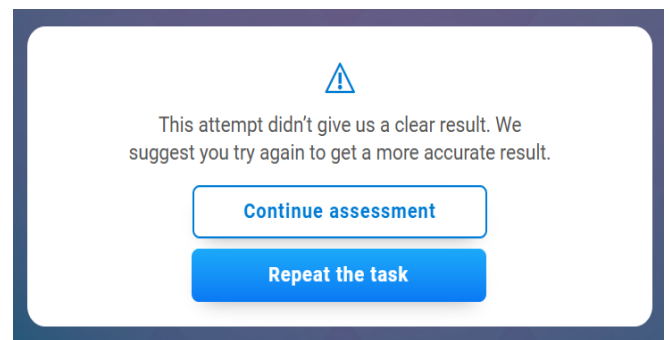 This attempt didn’t give us a clear result. We
suggest you try again to get a more accurate result.
Continue assessment
Repeat the task